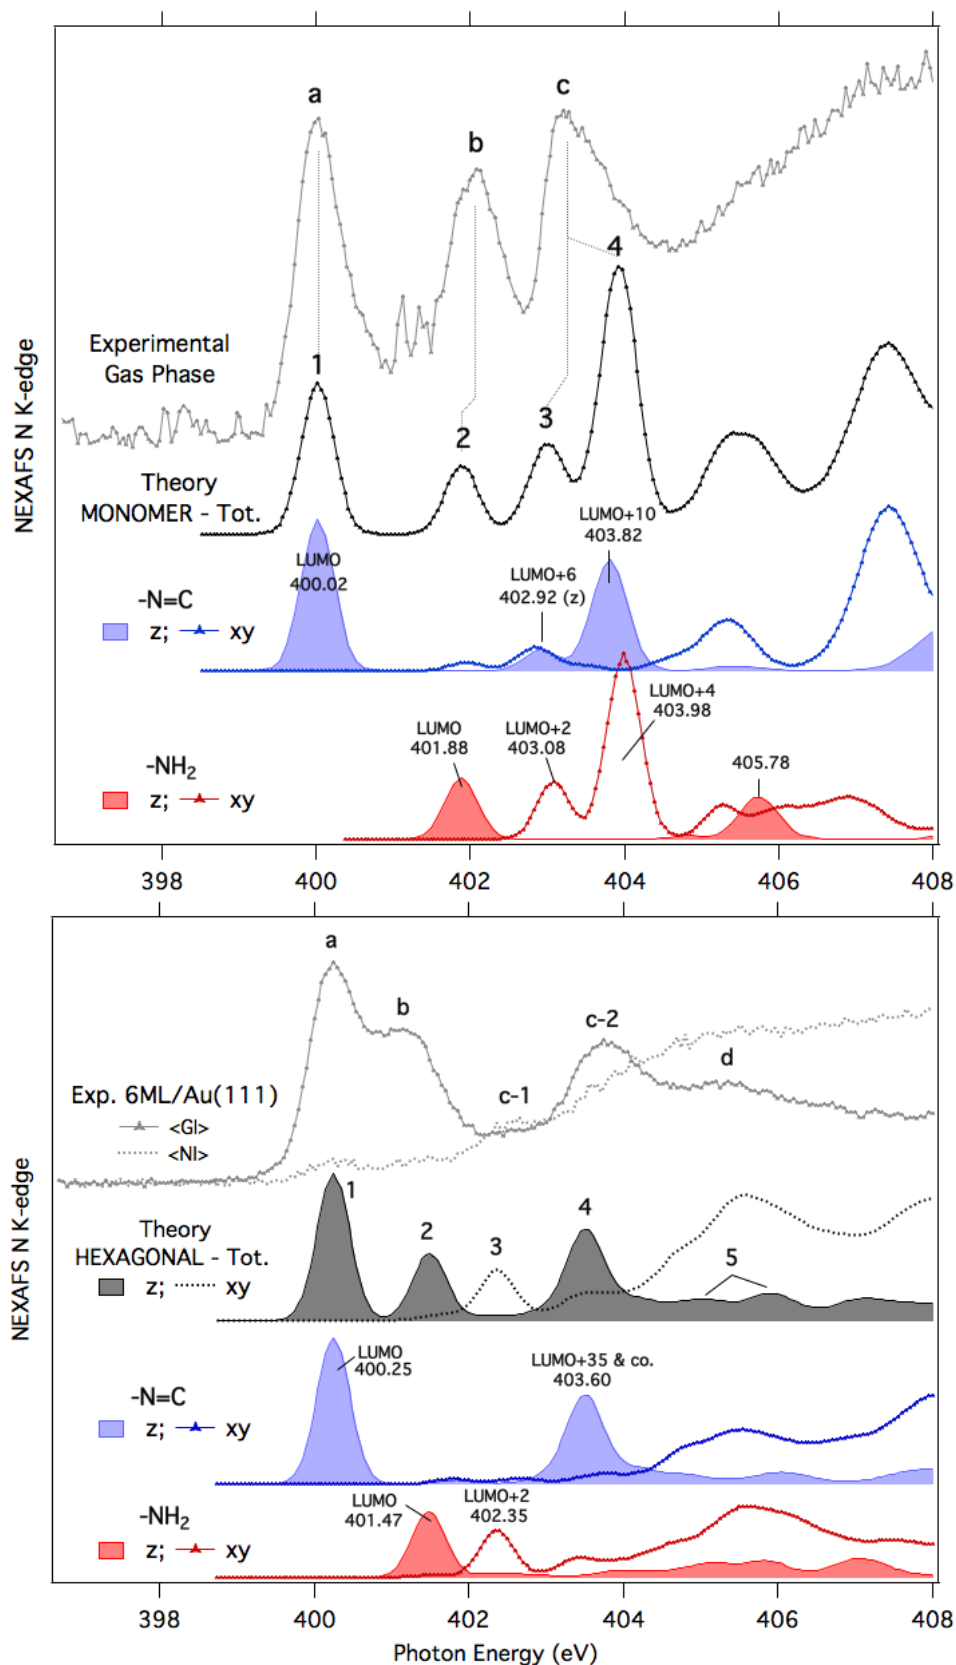 a
b
c
4
Experimental
Gas Phase
1
2
3
Theory
MONOMER - Tot.
LUMO
400.02
LUMO+6
402.92 (z)
LUMO+10
403.82
-N=C
z; xy
LUMO
401.88
LUMO+2
403.08
LUMO+4
403.98
405.78
-NH2
z; xy
NEXAFS N K-edge
398 400 402 404 406 408
a
b
c-1
c-2
d
Exp. 6ML/Au(111)
<GI>
<NI>
1
2
3
4
5
Theory
HEXAGONAL - Tot.
z; xy
LUMO
400.25
LUMO+35 & co.
403.60
-N=C
z; xy
LUMO
401.47
LUMO+2
402.35
-NH2
z; xy
NEXAFS N K-edge
398 400 402 404 406 408
Photon Energy (eV)